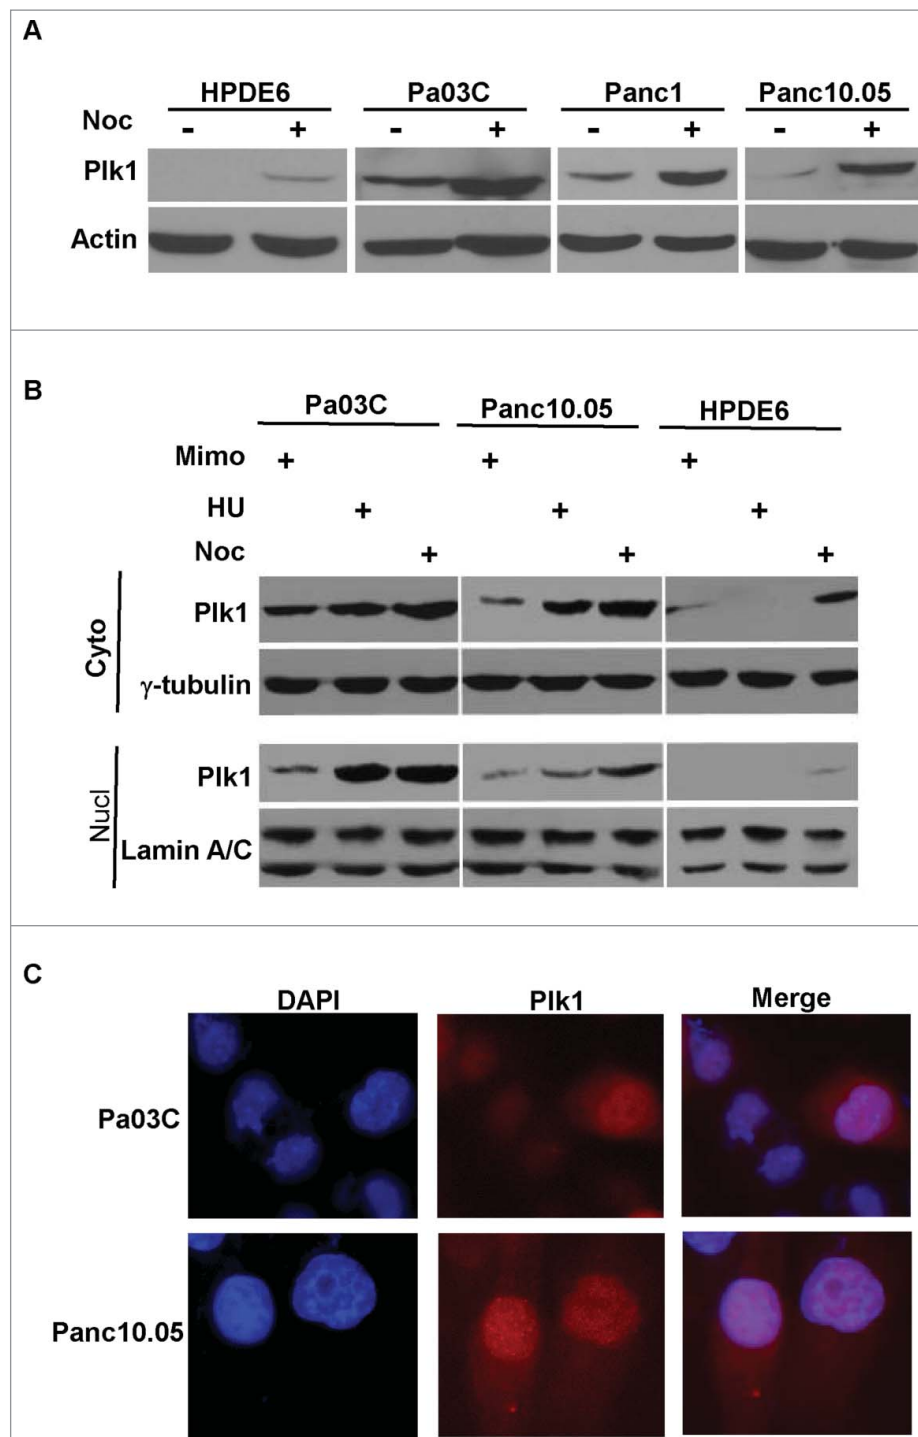 A
HPDE6 Pa03C Panc1 Panc10.05
Noc - + - + - + - +
Plk1
Actin
B
Pa03C Panc10.05 HPDE6
Mimo + + +
HU + + +
Noc + + +
Cyto
Plk1
γ-tubulin
Nucl
Plk1
Lamin A/C
C
DAPI Plk1 Merge
Pa03C
Panc10.05